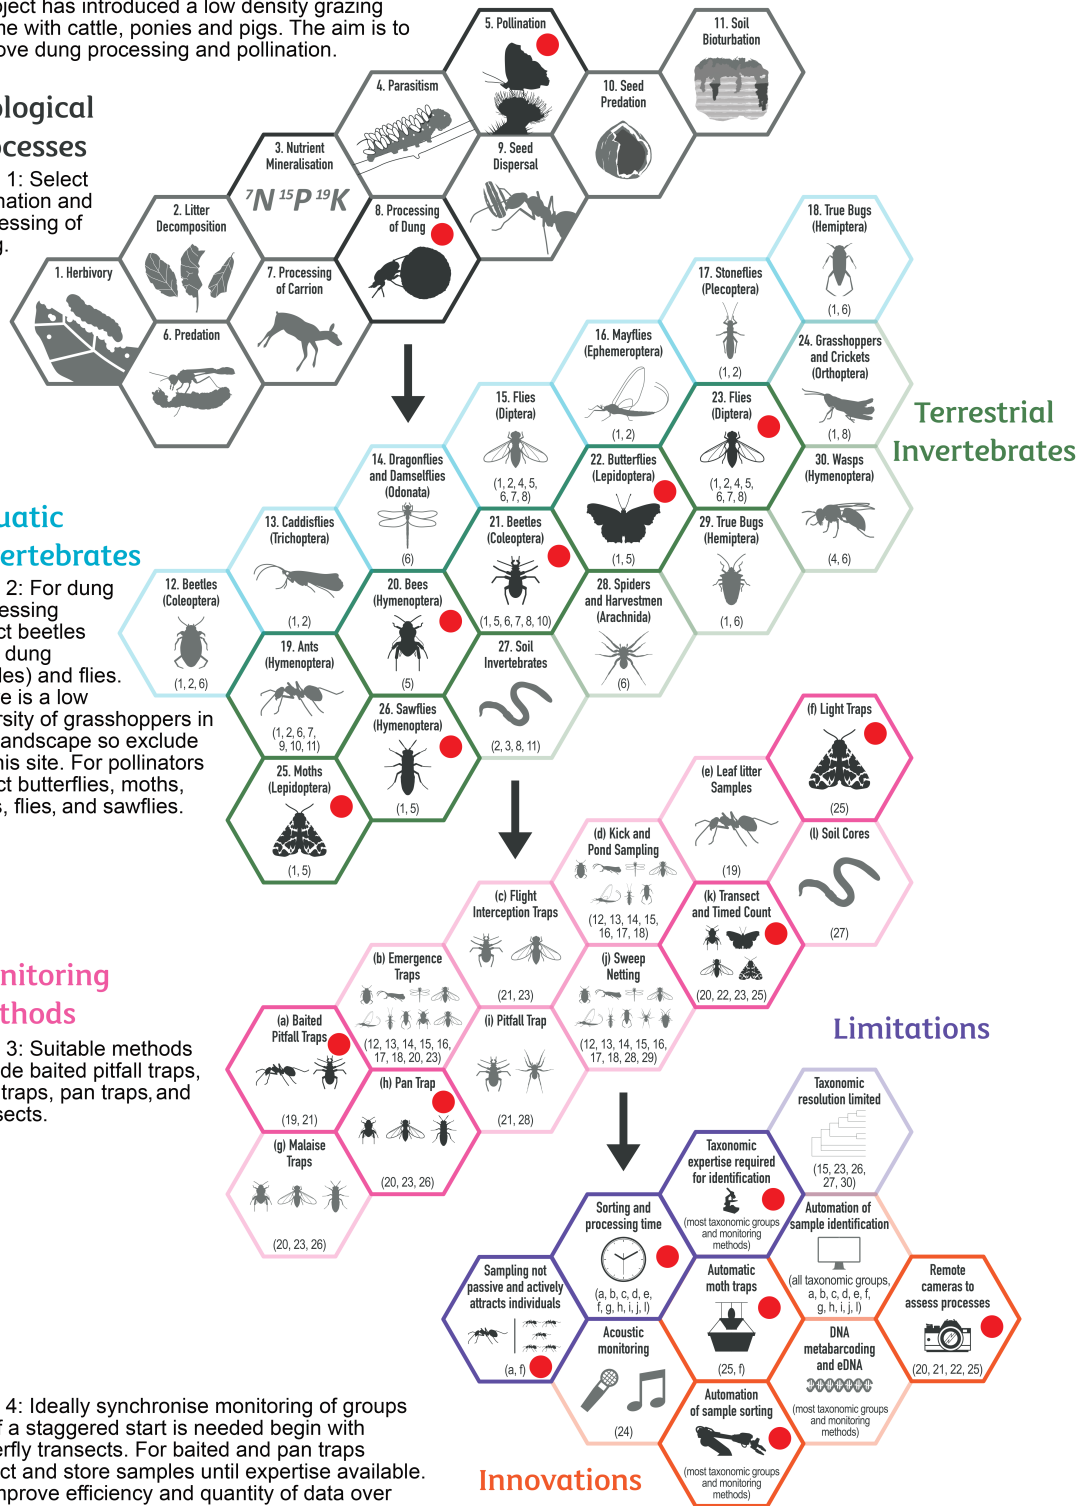 oject has introduced a low density grazing
me with cattle, ponies and pigs. The aim is to
ove dung processing and pollination.
ological
ocesses
1: Select
nation and
essing of
g.
1. Herbivory
2. Litter
Decomposition
3. Nutrient
Mineralisation
7N 15P 19K
4. Parasitism
5. Pollination
6. Predation
7. Processing
of Carrion
8. Processing
of Dung
9. Seed
Dispersal
10. Seed
Predation
11. Soil
Bioturbation
Terrestrial
Invertebrates
uatic
ertebrates
2: For dung
essing
ct beetles
dung
les) and flies.
e is a low
rsity of grasshoppers in
andscape so exclude
his site. For pollinators
ct butterflies, moths,
s, flies, and sawflies.
12. Beetles
(Coleoptera)
(1, 2, 6)
13. Caddisflies
(Trichoptera)
(1, 2)
14. Dragonflies
and Damselflies
(Odonata)
(6)
15. Flies
(Diptera)
(1, 2, 4, 5,
6, 7, 8)
16. Mayflies
(Ephemeroptera)
(1, 2)
17. Stoneflies
(Plecoptera)
(1, 2)
18. True Bugs
(Hemiptera)
(1, 6)
19. Ants
(Hymenoptera)
(1, 2, 6, 7,
9, 10, 11)
20. Bees
(Hymenoptera)
(5)
21. Beetles
(Coleoptera)
(1, 5, 6, 7, 8, 10)
22. Butterflies
(Lepidoptera)
(1, 5)
23. Flies
(Diptera)
(1, 2, 4, 5,
6, 7, 8)
24. Grasshoppers
and Crickets
(Orthoptera)
(1, 8)
25. Moths
(Lepidoptera)
(1, 5)
26. Sawflies
(Hymenoptera)
(1, 5)
27. Soil
Invertebrates
(2, 3, 8, 11)
28. Spiders
and Harvestmen
(Arachnida)
(6)
29. True Bugs
(Hemiptera)
(1, 6)
30. Wasps
(Hymenoptera)
(4, 6)
nitoring
thods
3: Suitable methods
de baited pitfall traps,
traps, pan traps, and
sects.
(a) Baited
Pitfall Traps
(19, 21)
(b) Emergence
Traps
(12, 13, 14, 15, 16,
17, 18, 20, 23)
(c) Flight
Interception Traps
(21, 23)
(d) Kick and
Pond Sampling
(12, 13, 14, 15,
16, 17, 18)
(e) Leaf litter
Samples
(19)
(f) Light Traps
(25)
(g) Malaise
Traps
(20, 23, 26)
(h) Pan Trap
(20, 23, 26)
(i) Pitfall Trap
(21, 28)
(j) Sweep
Netting
(12, 13, 14, 15, 16,
17, 18, 28, 29)
(k) Transect
and Timed Count
(20, 22, 23, 25)
(l) Soil Cores
(27)
Limitations
Sampling not
passive and actively
attracts individuals
(a, f)
Sorting and
processing time
(a, b, c, d, e,
f, g, h, i, j, l)
Taxonomic
expertise required
for identification
(most taxonomic groups
and monitoring
methods)
Taxonomic
resolution limited
(15, 23, 26,
27, 30)
Acoustic
monitoring
(24)
Automatic
moth traps
(25, f)
Automation of
sample identification
(all taxonomic groups,
a, b, c, d, e, f,
g, h, i, j, l)
Remote
cameras to
assess processes
(20, 21, 22, 25)
Automation
of sample sorting
(most taxonomic groups
and monitoring
methods)
DNA
metabarcoding
and eDNA
(most taxonomic groups
and monitoring
methods)
Innovations
4: Ideally synchronise monitoring of groups
f a staggered start is needed begin with
erfly transects. For baited and pan traps
ct and store samples until expertise available.
mprove efficiency and quantity of data over